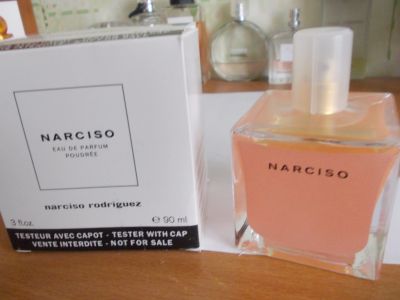 NARCISO
EAU DE PARFUM
POUDRÉE
narciso rodriguez
3 fl.oz
℮ 90 ml
TESTEUR AVEC CAPOT - TESTER WITH CAP
VENTE INTERDITE - NOT FOR SALE
NARCISO